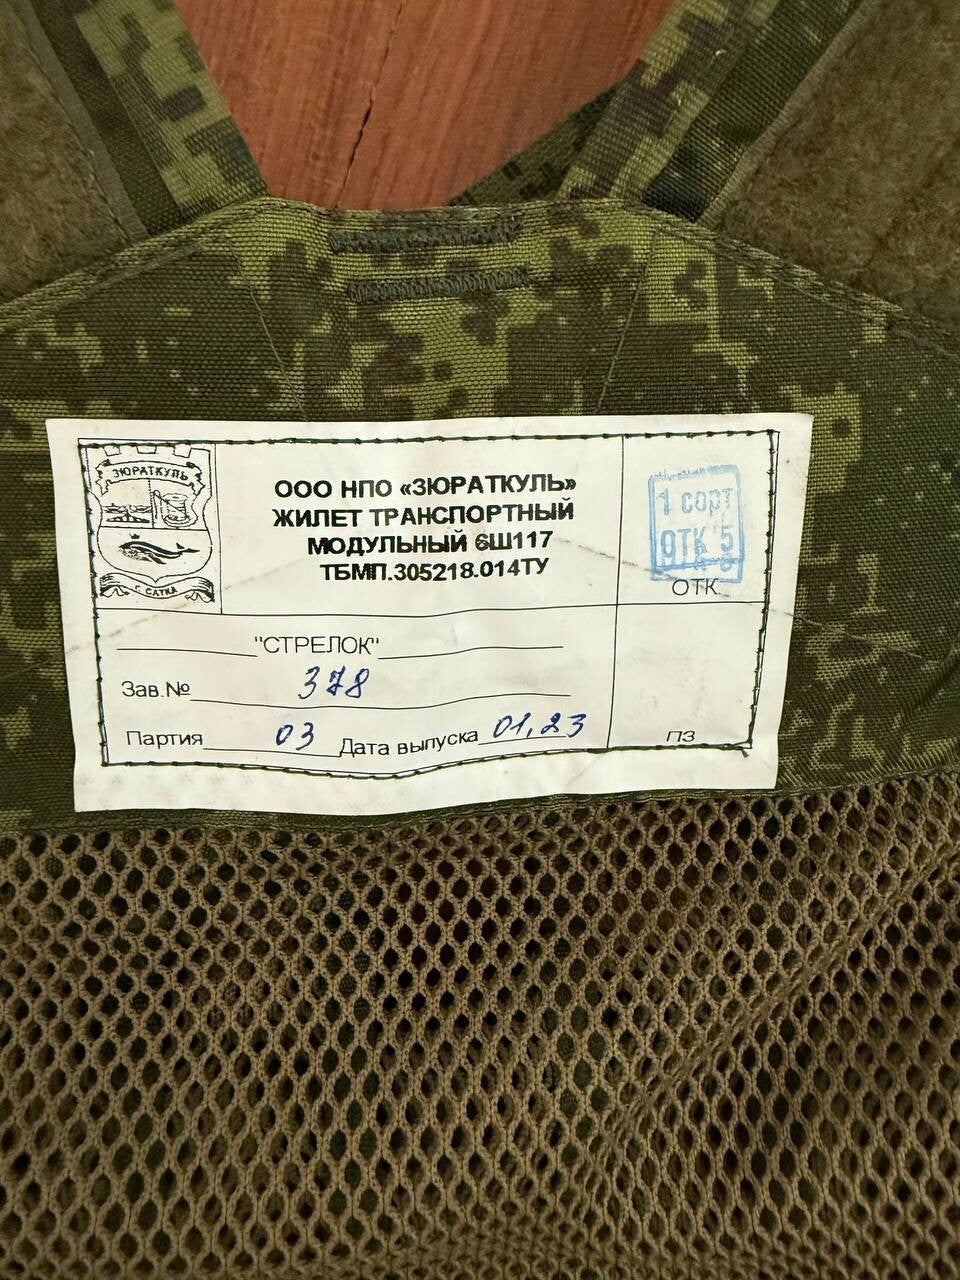 ЗЮРАТКУЛЬ
г. САТКА
ООО НПО «ЗЮРАТКУЛЬ»
ЖИЛЕТ ТРАНСПОРТНЫЙ
МОДУЛЬНЫЙ 6Ш117
ТБМП.305218.014ТУ
1 сорт
ОТК 5
ОТК
"СТРЕЛОК"
Зав.№ 378
Партия 03 Дата выпуска 01,23
ПЗ